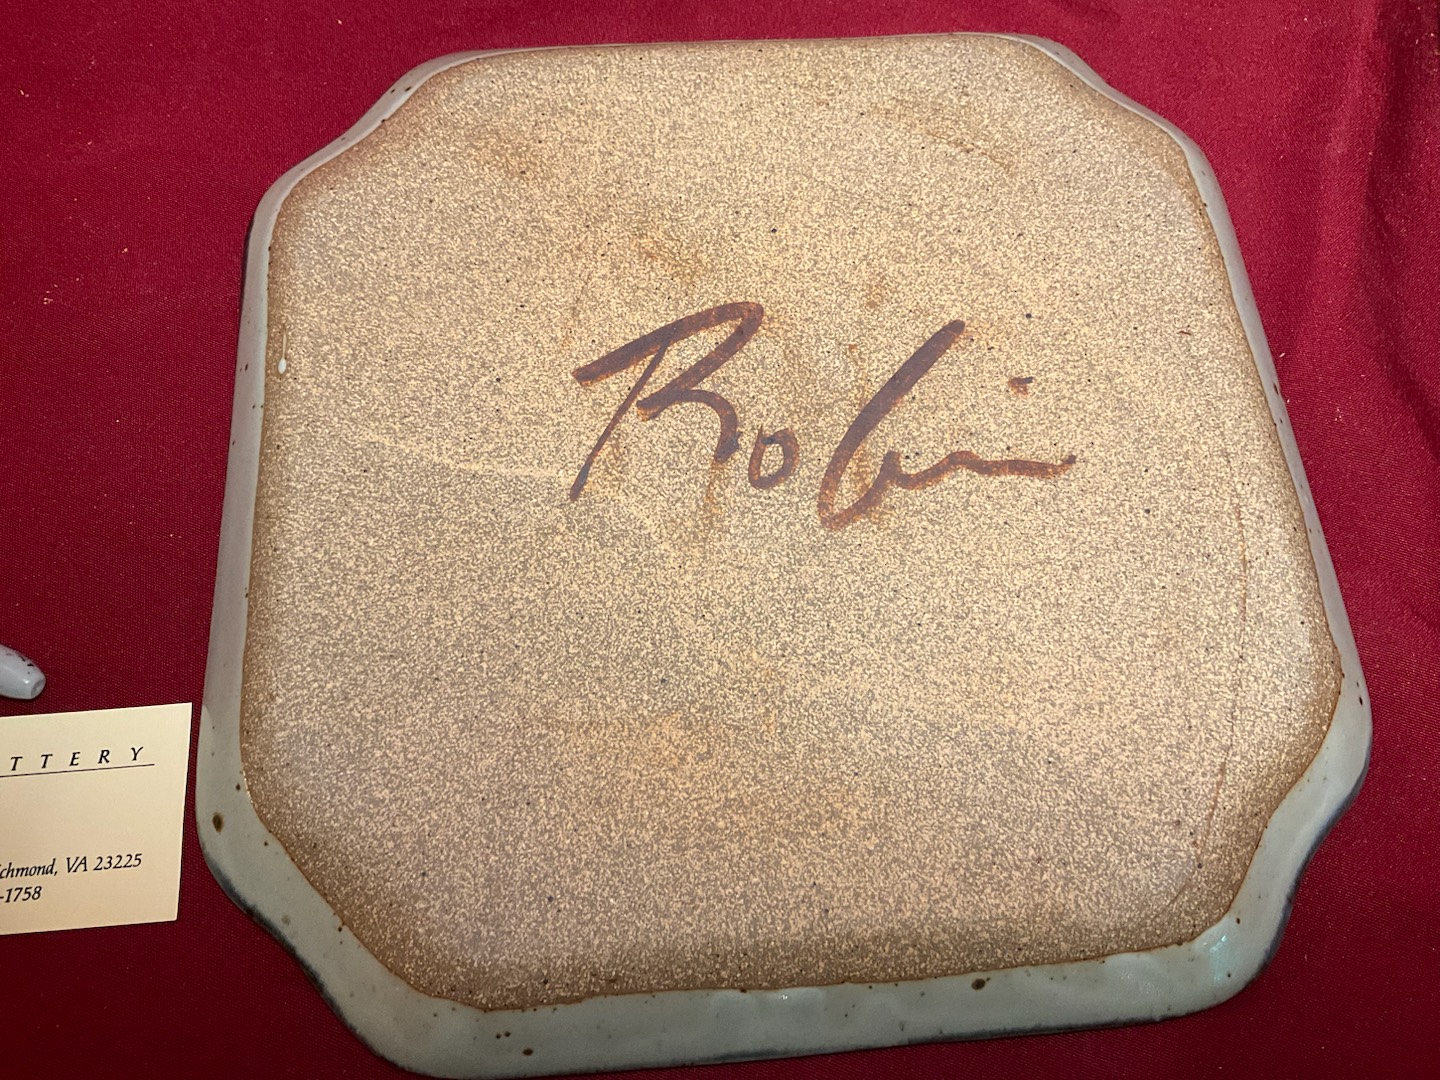 Robin
TTERY
chmond, VA 23225
-1758